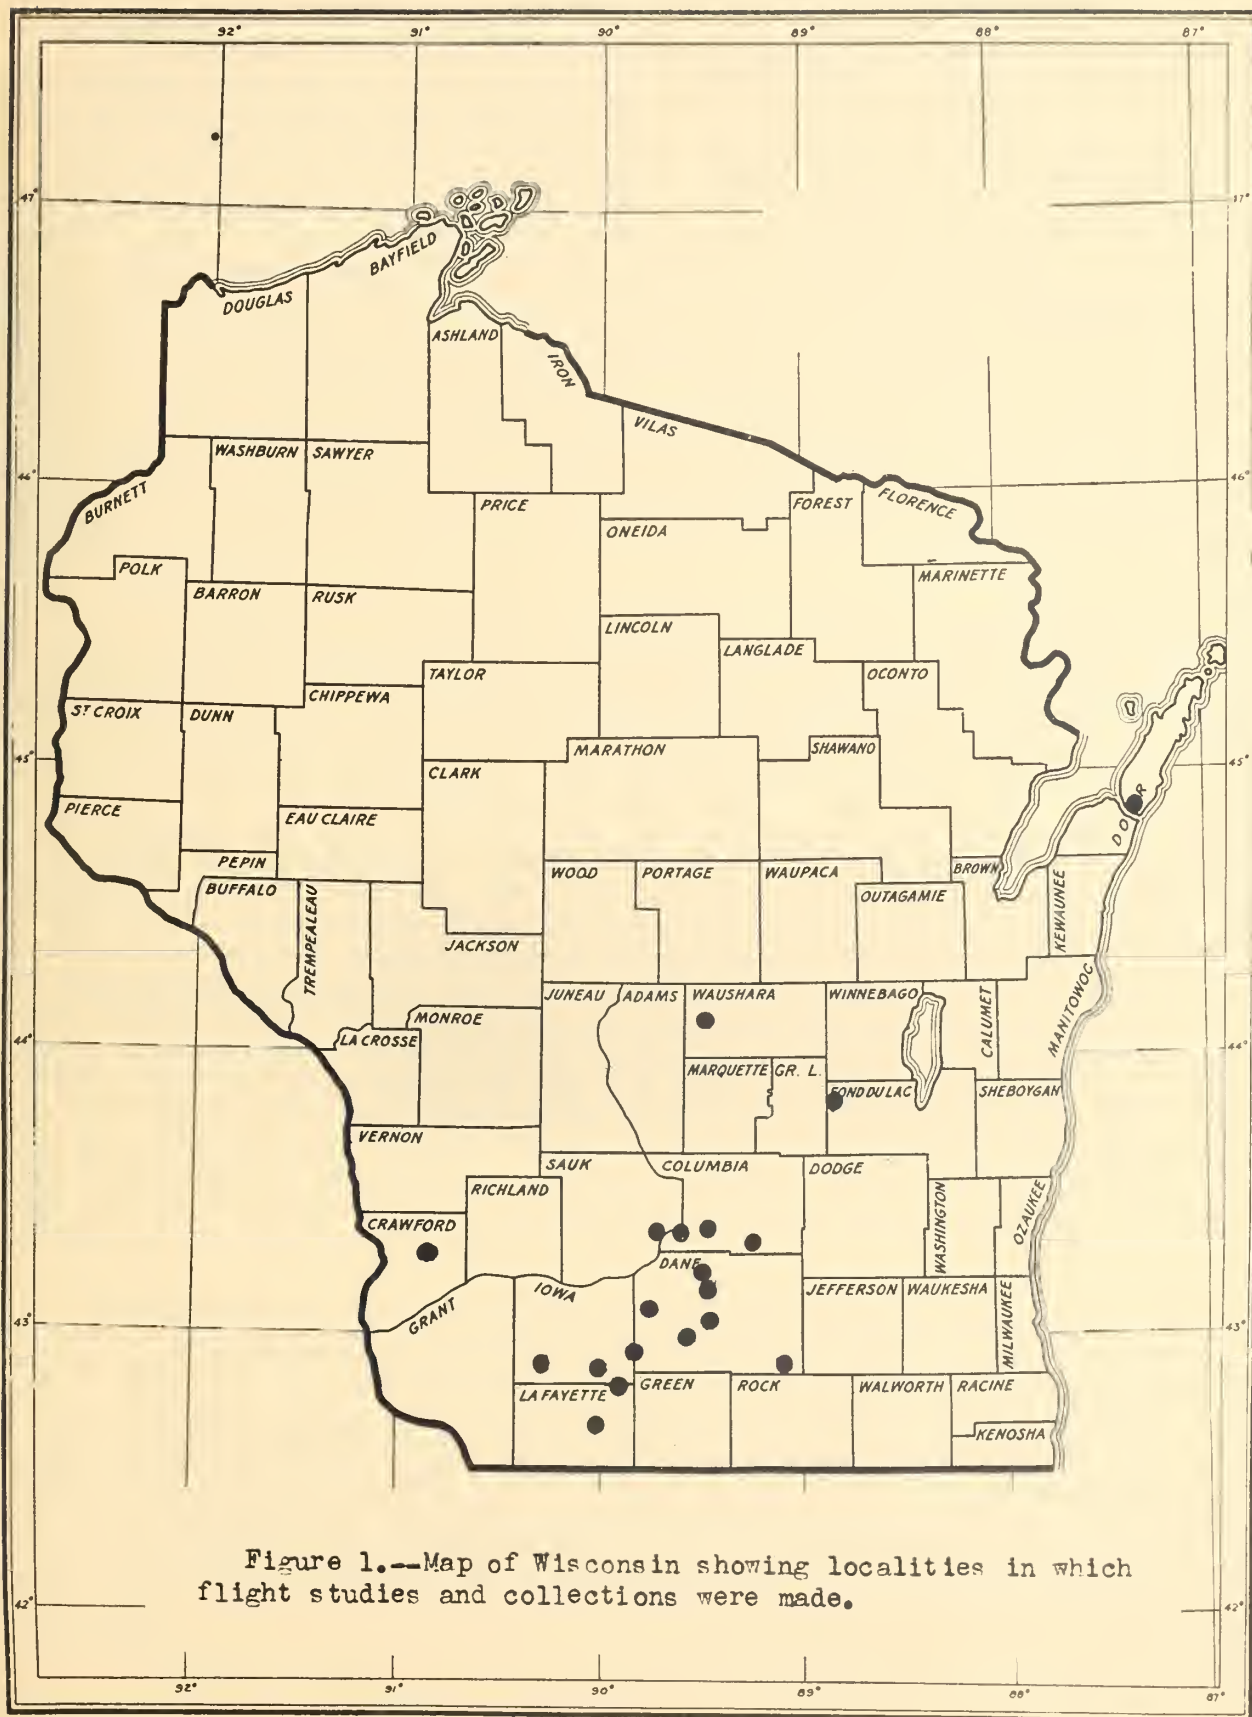 92° 91° 90° 89° 88° 87°
47° 47°
BAYFIELD
DOUGLAS
ASHLAND
IRON
VILAS
WASHBURN SAWYER
46° 46°
BURNETT
PRICE
FOREST
FLORENCE
ONEIDA
POLK
MARINETTE
BARRON RUSK
LINCOLN
LANGLADE
TAYLOR
OCONTO
CHIPPEWA
ST CROIX DUNN
MARATHON
SHAWANO
45° 45°
CLARK
PIERCE
EAU CLAIRE
DOOR
PEPIN
WOOD PORTAGE WAUPACA
BROWN
BUFFALO
TREMPEALEAU
OUTAGAMIE
KEWAUNEE
JACKSON
JUNEAU ADAMS WAUSHARA WINNEBAGO
CALUMET
MANITOWOC
MONROE
44° 44°
LA CROSSE
MARQUETTE GR. L.
FOND DU LAC
SHEBOYGAN
VERNON
SAUK COLUMBIA DODGE
RICHLAND
WASHINGTON
OZAUKEE
CRAWFORD
DANE
IOWA
JEFFERSON WAUKESHA
MILWAUKEE
43° 43°
GRANT
LA FAYETTE GREEN ROCK WALWORTH RACINE
KENOSHA
Figure 1.--Map of Wisconsin showing localities in which
flight studies and collections were made.
42° 42°
92° 91° 90° 89° 88° 87°